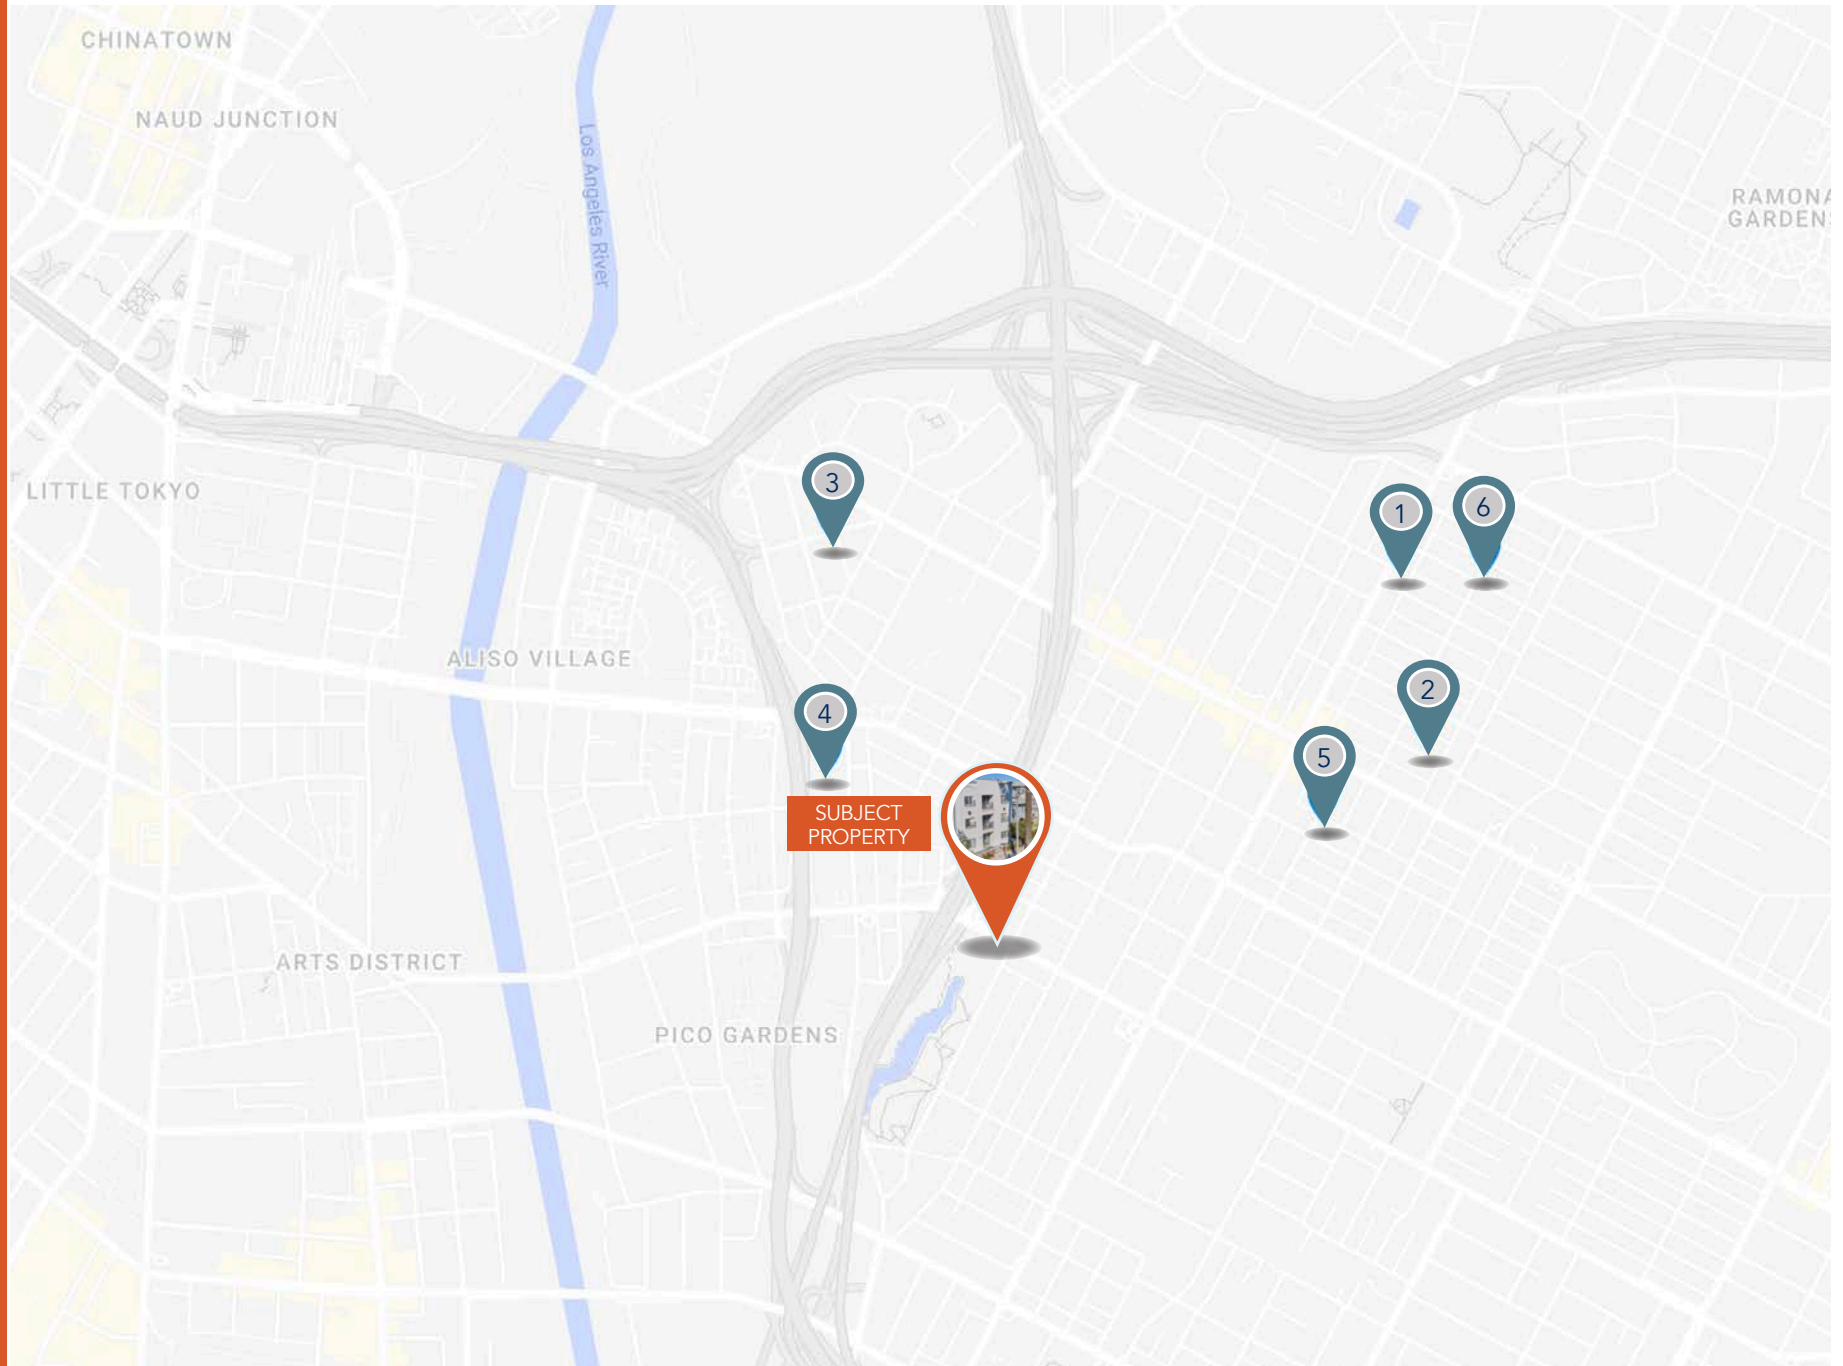 CHINATOWN
NAUD JUNCTION
Los Angeles River
RAMONA
GARDENS
LITTLE TOKYO
3
1
6
ALISO VILLAGE
2
4
5
SUBJECT
PROPERTY
ARTS DISTRICT
PICO GARDENS